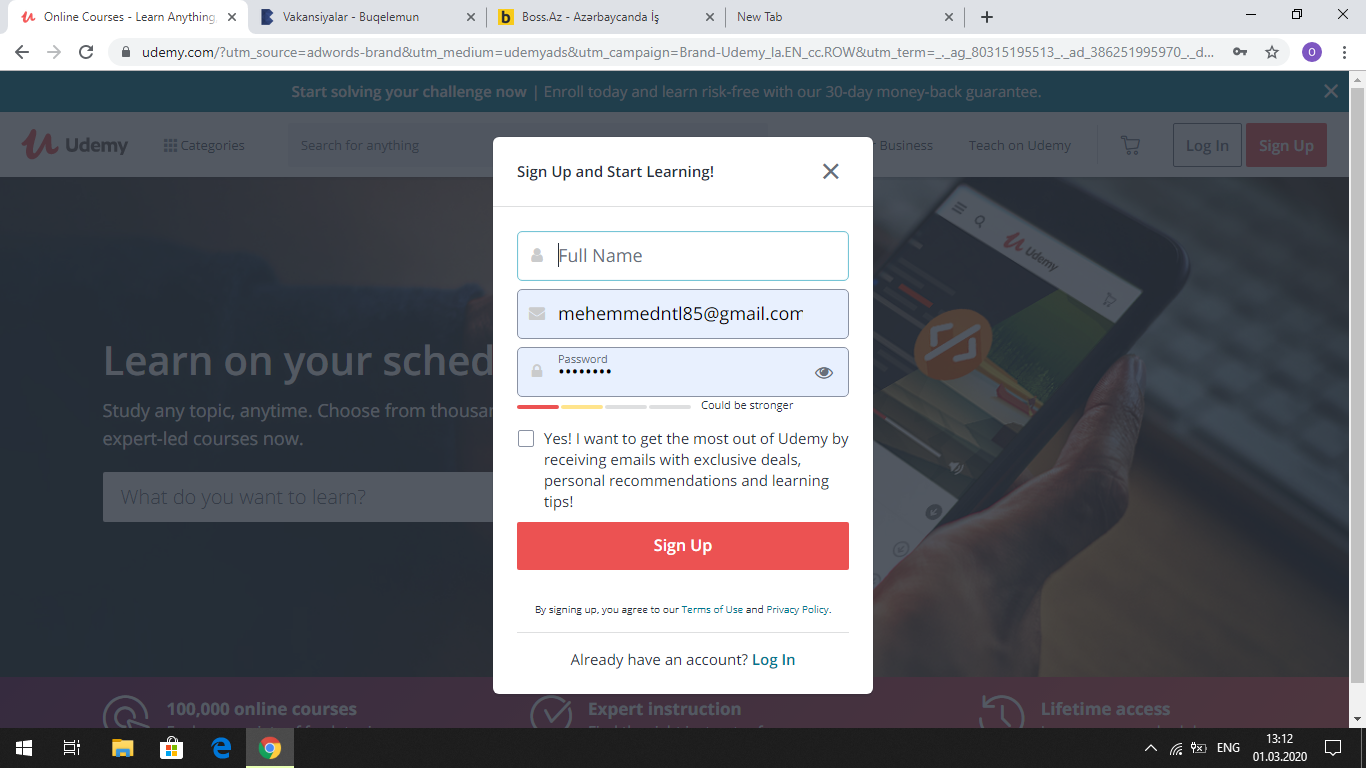 Online Courses - Learn Anything,
Vakansiyalar - Buqelemun
Boss.Az - Azərbaycanda İş
New Tab
udemy.com/?utm_source=adwords-brand&utm_medium=udemyads&utm_campaign=Brand-Udemy_la.EN_cc.ROW&utm_term=_._ag_80315195513_._ad_386251995970_._d...
O
Start solving your challenge now | Enroll today and learn risk-free with our 30-day money-back guarantee.
Udemy
Categories
Search for anything
Business
Teach on Udemy
Log In
Sign Up
Sign Up and Start Learning!
Full Name
mehemmedntl85@gmail.com
Password
••••••••
Could be stronger
Yes! I want to get the most out of Udemy by
receiving emails with exclusive deals,
personal recommendations and learning
tips!
Sign Up
By signing up, you agree to our Terms of Use and Privacy Policy.
Already have an account? Log In
Learn on your sched
Study any topic, anytime. Choose from thousan
expert-led courses now.
What do you want to learn?
Udemy
100,000 online courses
Expert instruction
Lifetime access
ENG
13:12
01.03.2020